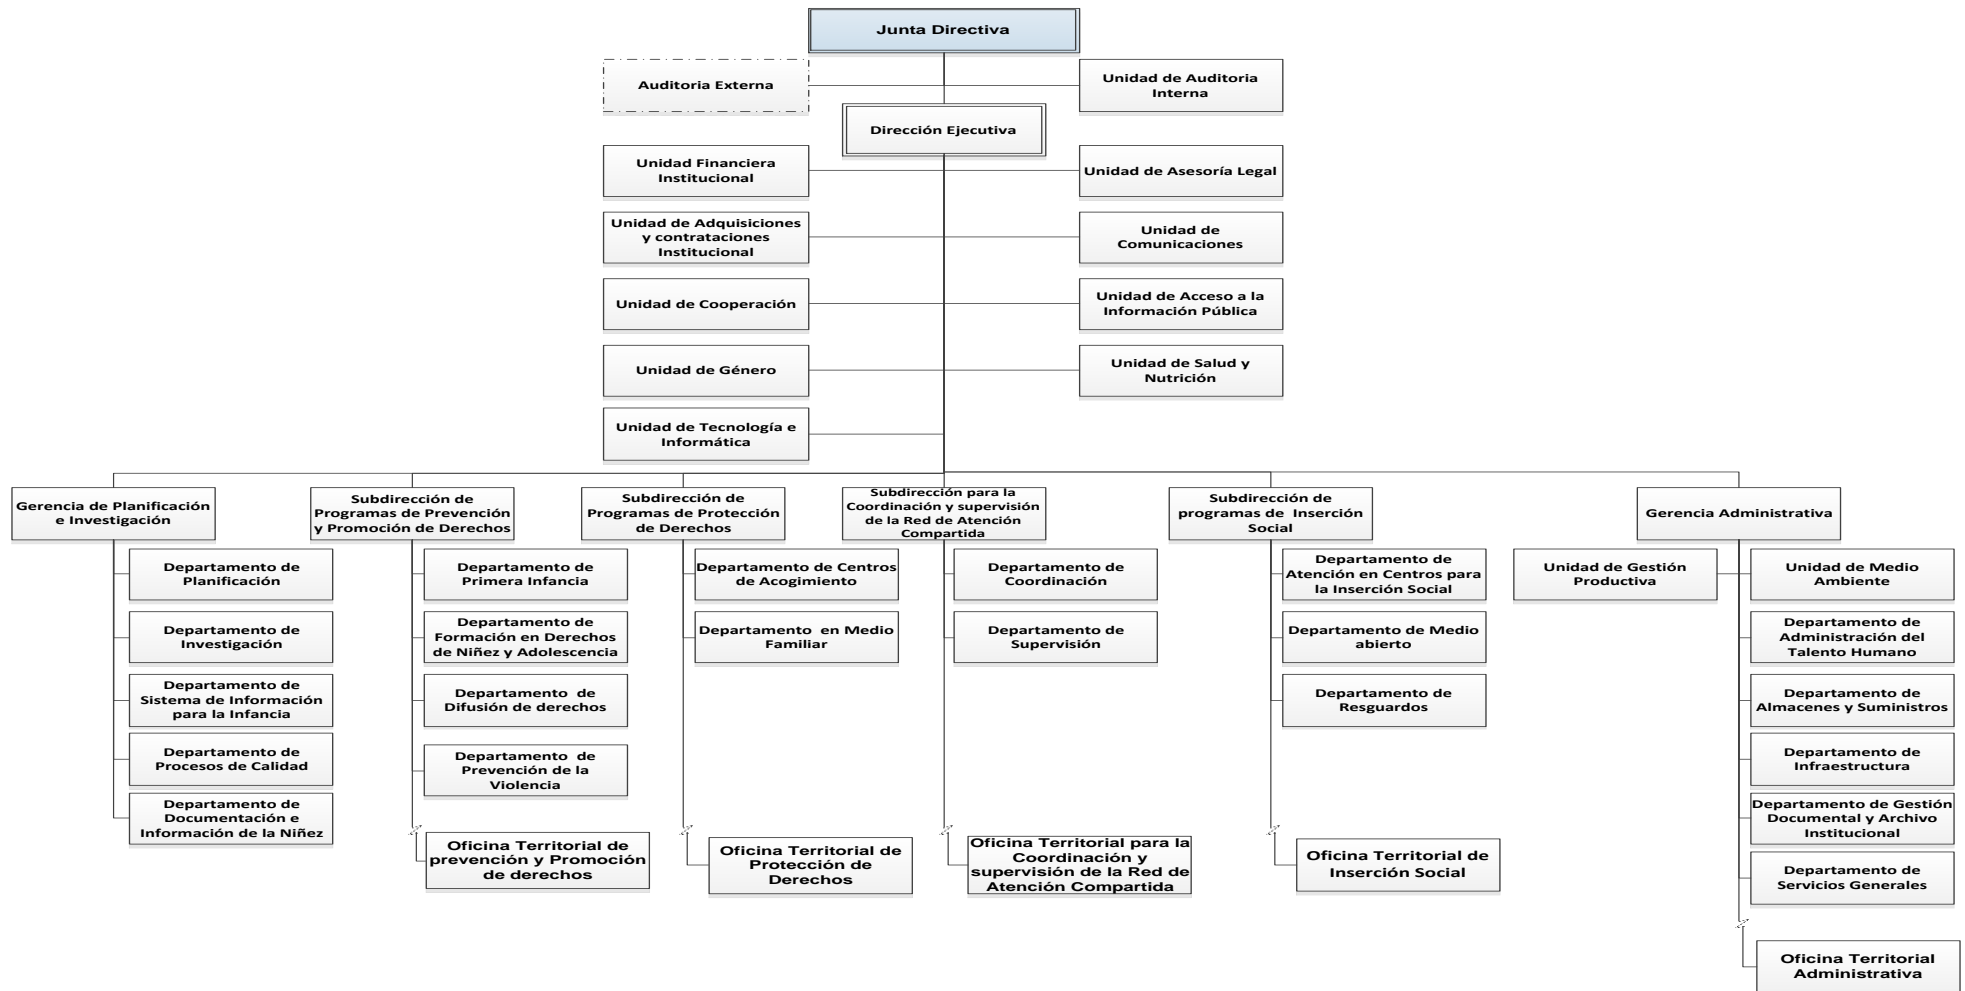 Junta Directiva
Auditoria Externa
Unidad de Auditoria
Interna
Dirección Ejecutiva
Unidad Financiera
Institucional
Unidad de Asesoría Legal
Unidad de Adquisiciones
y contrataciones
Institucional
Unidad de
Comunicaciones
Unidad de Cooperación
Unidad de Acceso a la
Información Pública
Unidad de Género
Unidad de Salud y
Nutrición
Unidad de Tecnología e
Informática
Gerencia de Planificación
e Investigación
Subdirección de
Programas de Prevención
y Promoción de Derechos
Subdirección de
Programas de Protección
de Derechos
Subdirección para la
Coordinación y supervisión
de la Red de Atención
Compartida
Subdirección de
programas de Inserción
Social
Gerencia Administrativa
Departamento de
Planificación
Departamento de
Investigación
Departamento de
Sistema de Información
para la Infancia
Departamento de
Procesos de Calidad
Departamento de
Documentación e
Información de la Niñez
Departamento de
Primera Infancia
Departamento de
Formación en Derechos
de Niñez y Adolescencia
Departamento de
Difusión de derechos
Departamento de
Prevención de la
Violencia
Oficina Territorial de
prevención y Promoción
de derechos
Departamento de Centros
de Acogimiento
Departamento en Medio
Familiar
Oficina Territorial de
Protección de
Derechos
Departamento de
Coordinación
Departamento de
Supervisión
Oficina Territorial para la
Coordinación y
supervisión de la Red de
Atención Compartida
Departamento de
Atención en Centros para
la Inserción Social
Departamento de Medio
abierto
Departamento de
Resguardos
Oficina Territorial de
Inserción Social
Unidad de Gestión
Productiva
Unidad de Medio
Ambiente
Departamento de
Administración del
Talento Humano
Departamento de
Almacenes y Suministros
Departamento de
Infraestructura
Departamento de Gestión
Documental y Archivo
Institucional
Departamento de
Servicios Generales
Oficina Territorial
Administrativa